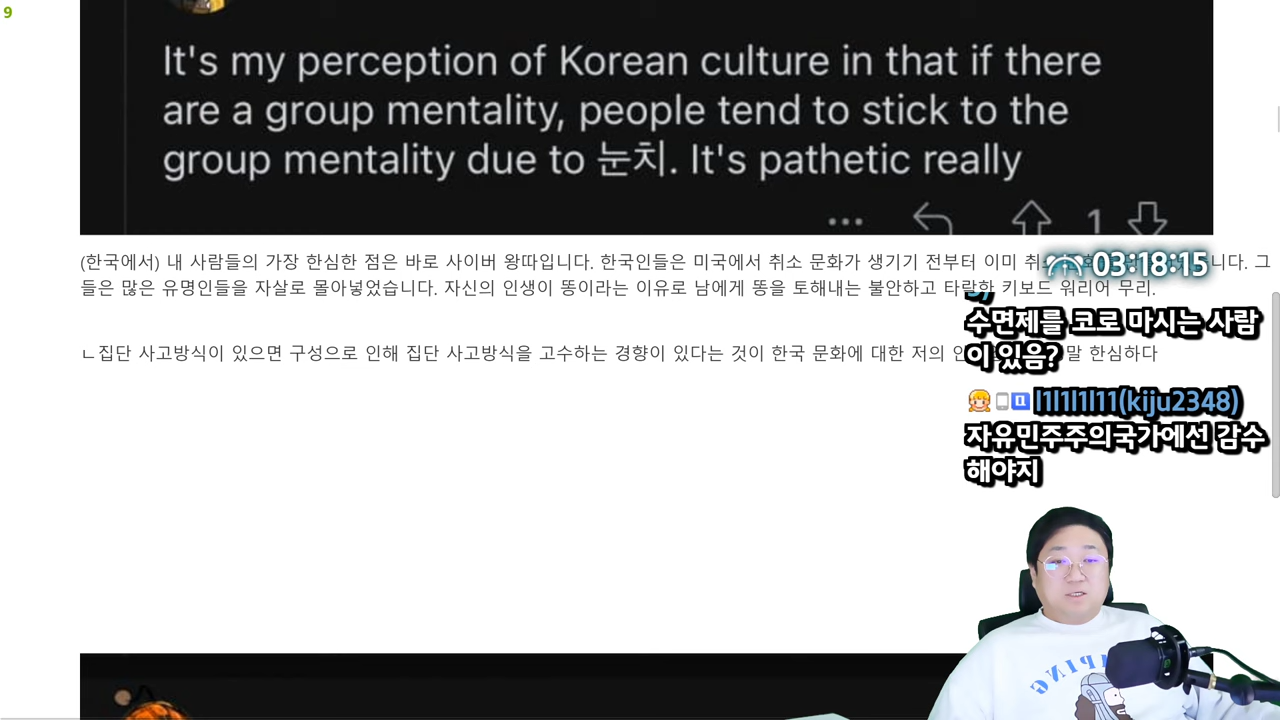 9
It's my perception of Korean culture in that if there
are a group mentality, people tend to stick to the
group mentality due to 눈치. It's pathetic really
1
(한국에서) 내 사람들의 가장 한심한 점은 바로 사이버 왕따입니다. 한국인들은 미국에서 취소 문화가 생기기 전부터 이미 니다. 그
03:18:15
들은 많은 유명인들을 자살로 몰아넣었습니다. 자신의 인생이 똥이라는 이유로 남에게 똥을 토해내는 불안하고 타락한 키보드 워리어 무리.
수면제를 코로 마시는 사람
이 있음?
ㄴ집단 사고방식이 있으면 구성으로 인해 집단 사고방식을 고수하는 경향이 있다는 것이 한국 문화에 대한 저의 말 한심하다
l1l1l1l11(kiju2348)
자유민주주의국가에선 감수
해야지